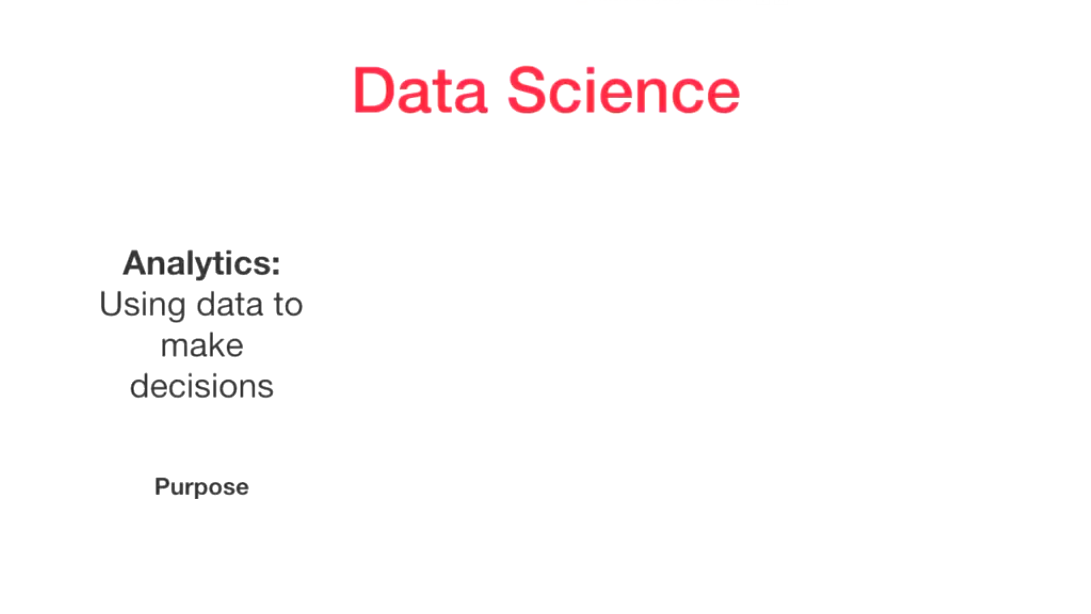 Data Science
Analytics:
Using data to
make
decisions
Purpose